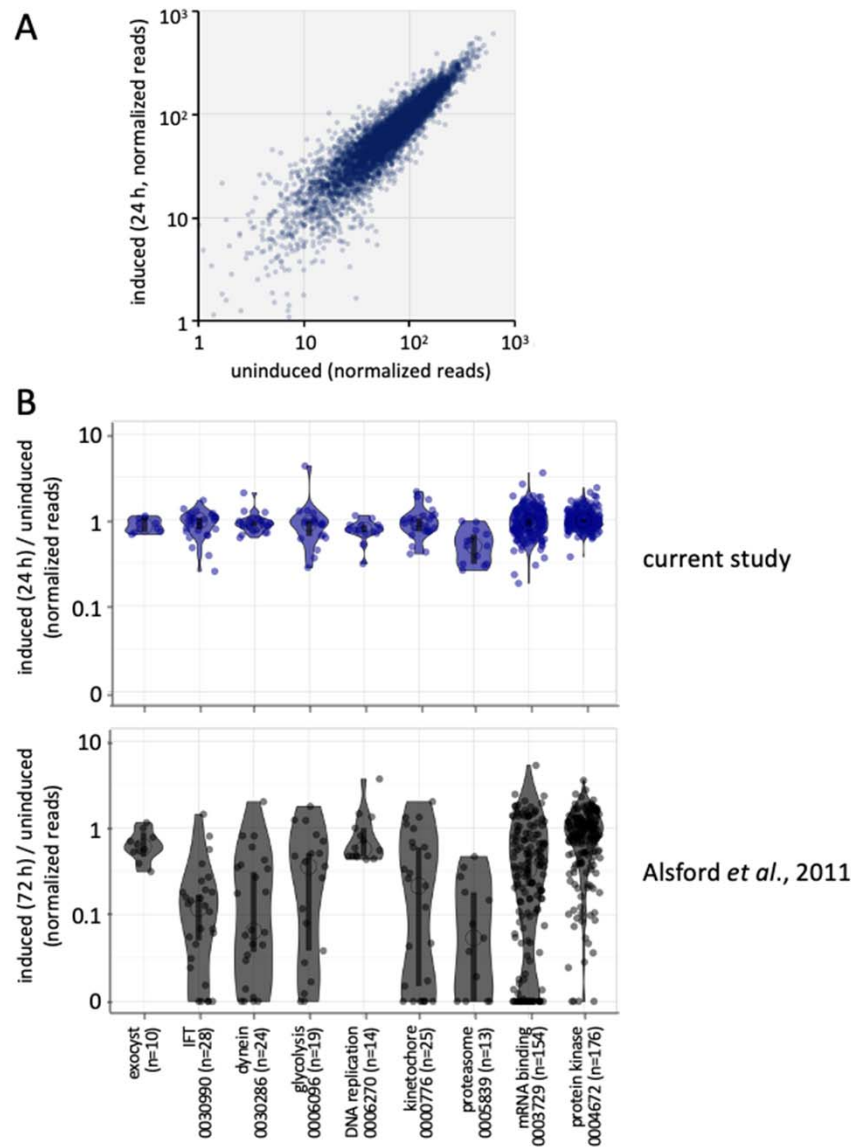 A
10³
10²
10
1
induced (24 h, normalized reads)
1
10
10²
10³
uninduced (normalized reads)
B
10
1
0.1
0
induced (24 h) / uninduced
(normalized reads)
current study
10
1
0.1
0
induced (72 h) / uninduced
(normalized reads)
Alsford et al., 2011
exocyst
(n=10)
IFT
0030990 (n=28)
dynein
0030286 (n=24)
glycolysis
0006096 (n=19)
DNA replication
0006270 (n=14)
kinetochore
0000776 (n=25)
proteasome
0005839 (n=13)
mRNA binding
0003729 (n=154)
protein kinase
0004672 (n=176)